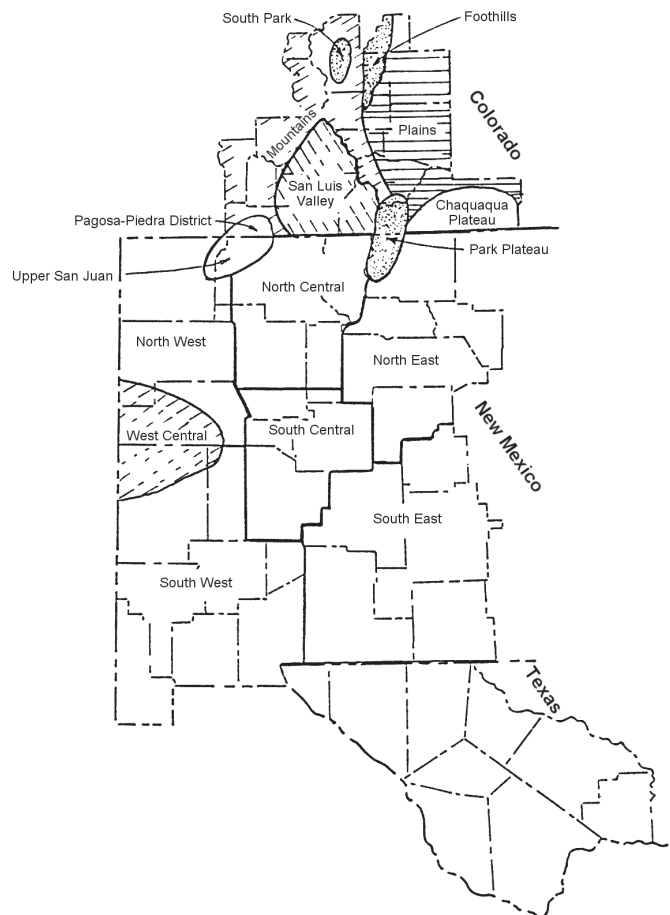 South Park
Foothills
Colorado
Mountains
Plains
San Luis
Valley
Chaquaqua
Plateau
Pagosa-Piedra District
Park Plateau
Upper San Juan
North Central
North West
North East
New Mexico
West Central
South Central
South East
South West
Texas